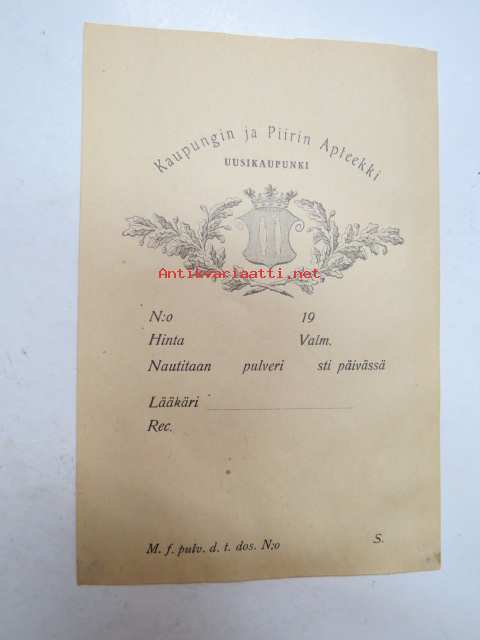 Kaupungin ja Piirin Apteekki
UUSIKAUPUNKI
Antikvariaatti.net
N:o 19
Hinta Valm.
Nautitaan pulveri sti päivässä
Lääkäri
Rec.
M. f. pulv. d. t. dos. N:o S.